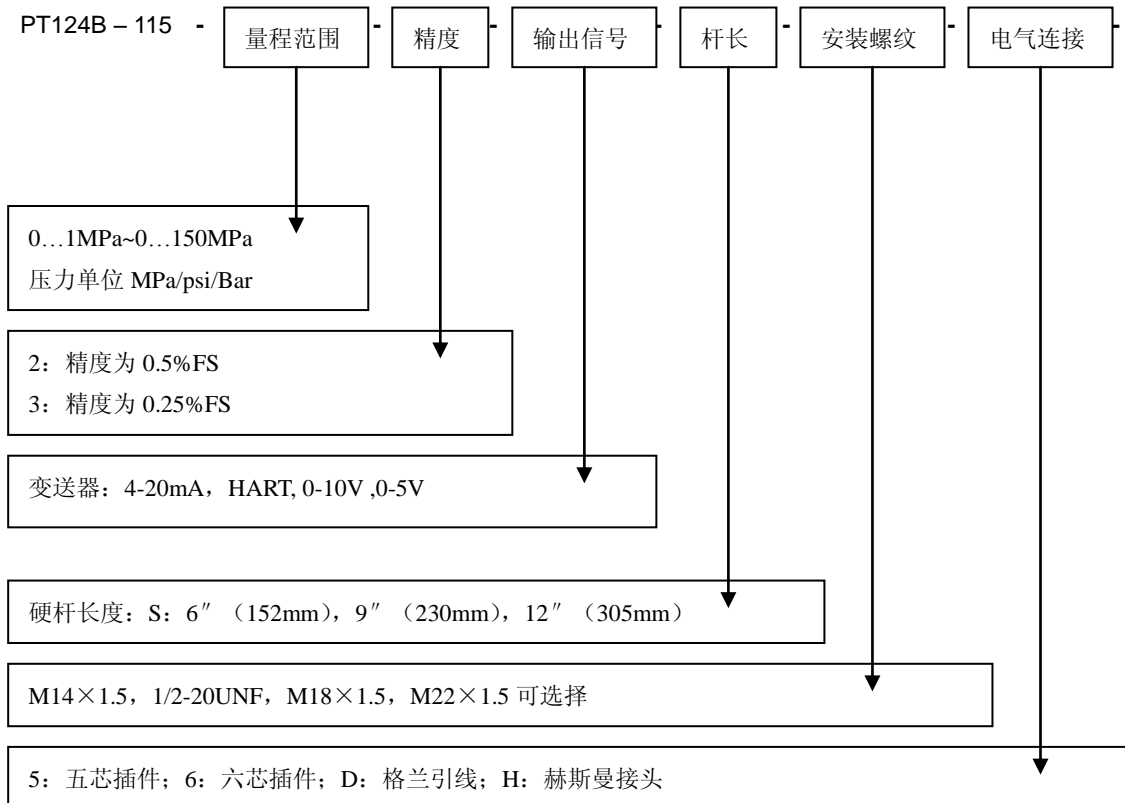 PT124B – 115 - 量程范围 - 精度 - 输出信号 - 杆长 - 安装螺纹 - 电气连接 -
0…1MPa~0…150MPa
压力单位 MPa/psi/Bar
2：精度为 0.5%FS
3：精度为 0.25%FS
变送器：4-20mA，HART, 0-10V ,0-5V
硬杆长度：S：6″（152mm），9″（230mm），12″（305mm）
M14×1.5，1/2-20UNF，M18×1.5，M22×1.5 可选择
5：五芯插件；6：六芯插件；D：格兰引线；H：赫斯曼接头